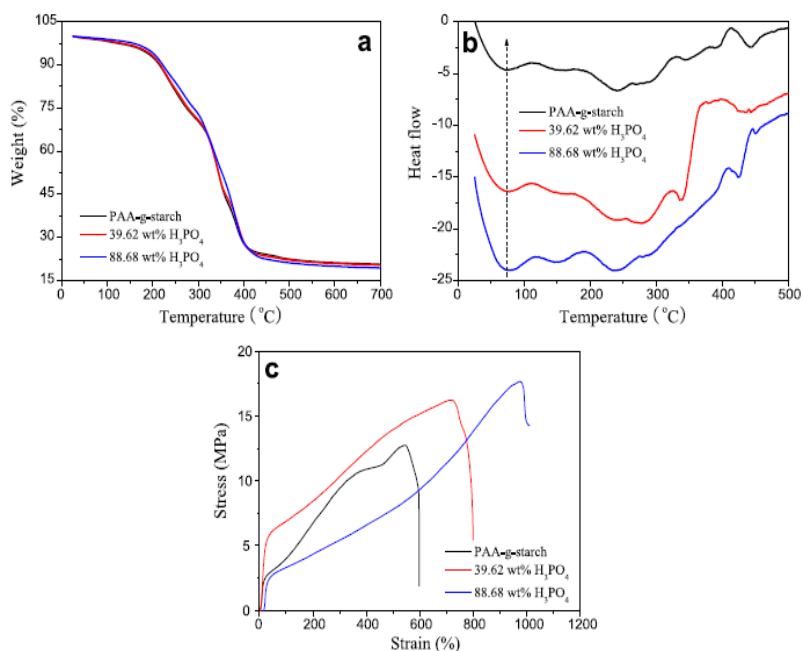 a
105
90
75
60
45
30
15
Weight (%)
PAA-g-starch
39.62 wt% H₃PO₄
88.68 wt% H₃PO₄
0 100 200 300 400 500 600 700
Temperature (°C)
b
0
-5
-10
-15
-20
-25
Heat flow
PAA-g-starch
39.62 wt% H₃PO₄
88.68 wt% H₃PO₄
0 100 200 300 400 500
Temperature (°C)
c
20
15
10
5
0
Stress (MPa)
PAA-g-starch
39.62 wt% H₃PO₄
88.68 wt% H₃PO₄
0 200 400 600 800 1000 1200
Strain (%)